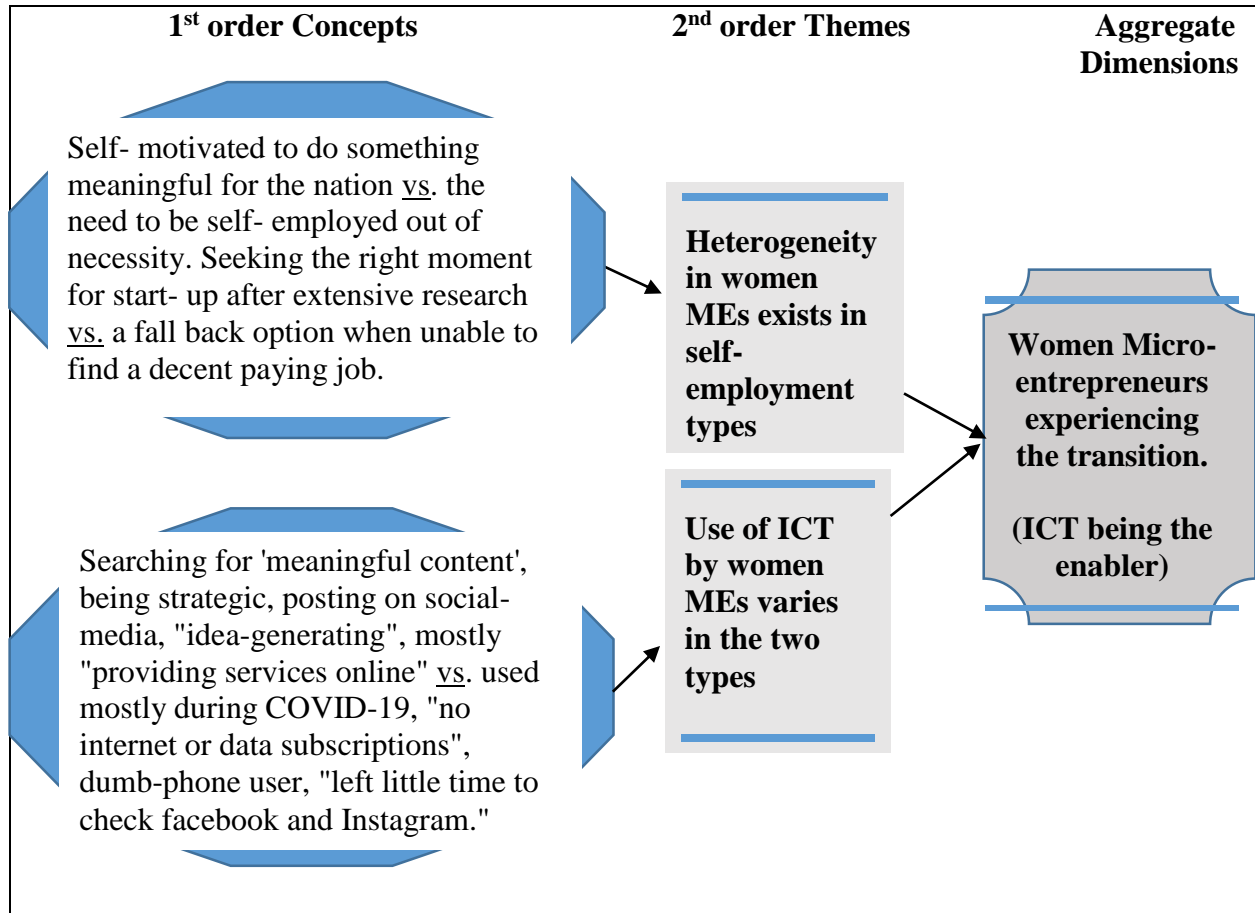 1st order Concepts
2nd order Themes
Aggregate
Dimensions
Self- motivated to do something
meaningful for the nation vs. the
need to be self- employed out of
necessity. Seeking the right moment
for start- up after extensive research
vs. a fall back option when unable to
find a decent paying job.
Heterogeneity
in women
MEs exists in
self-
employment
types
Women Micro-
entrepreneurs
experiencing
the transition.
(ICT being the
enabler)
Searching for 'meaningful content',
being strategic, posting on social-
media, "idea-generating", mostly
"providing services online" vs. used
mostly during COVID-19, "no
internet or data subscriptions",
dumb-phone user, "left little time to
check facebook and Instagram."
Use of ICT
by women
MEs varies
in the two
types